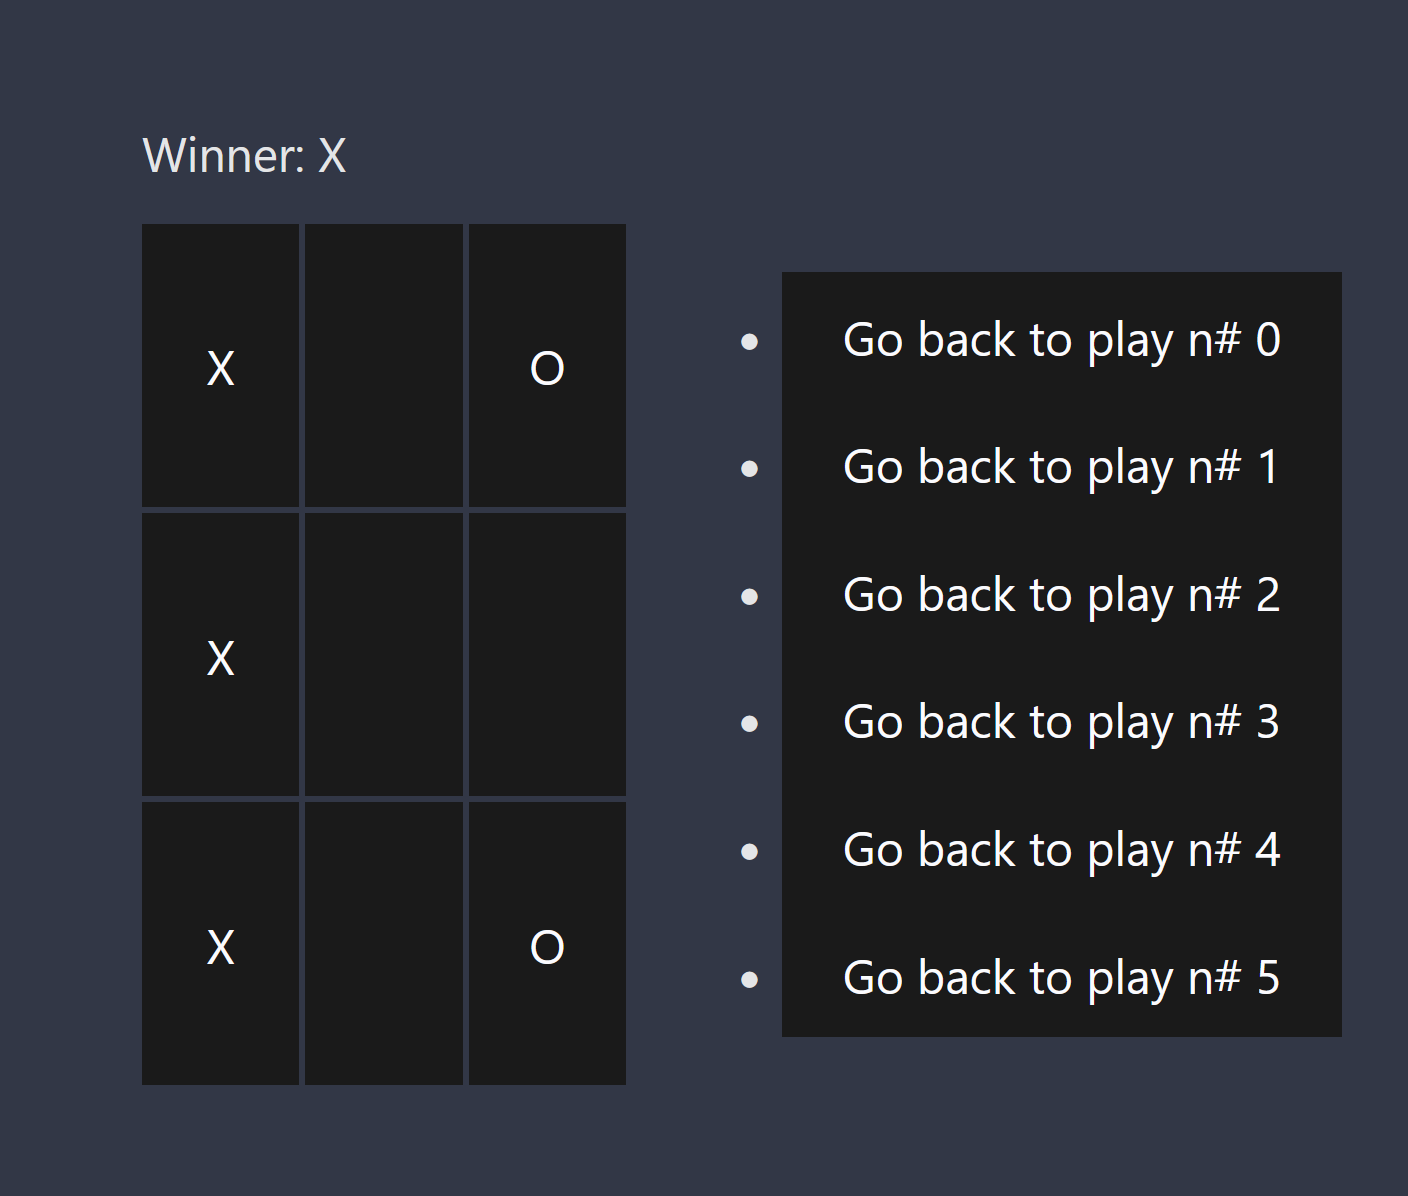 Winner: X
X O
X
X O
Go back to play n# 0
Go back to play n# 1
Go back to play n# 2
Go back to play n# 3
Go back to play n# 4
Go back to play n# 5